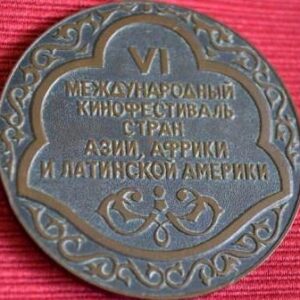 VI
МЕЖДУНАРОДНЫЙ
КИНОФЕСТИВАЛЬ
СТРАН
АЗИИ, АФРИКИ
И ЛАТИНСКОЙ АМЕРИКИ